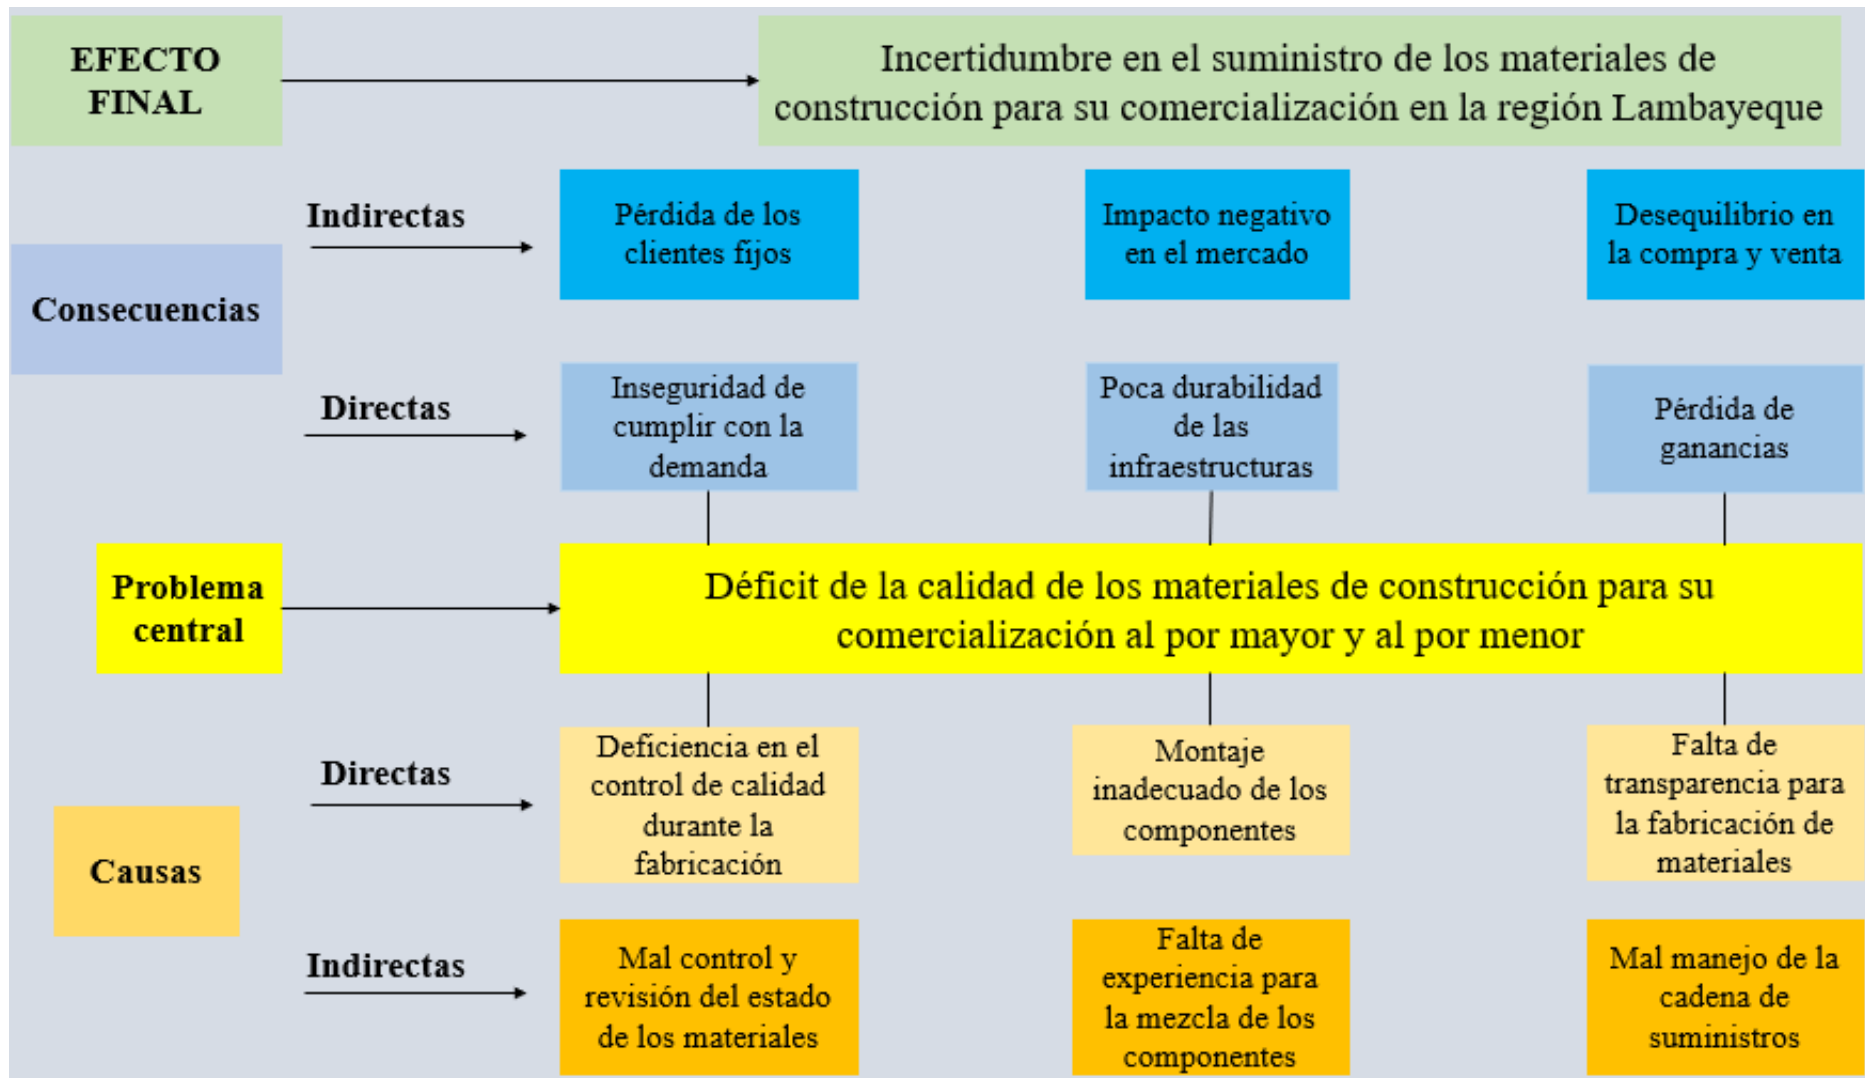 EFECTO
FINAL
Incertidumbre en el suministro de los materiales de
construcción para su comercialización en la región Lambayeque
Consecuencias
Indirectas
Pérdida de los
clientes fijos
Impacto negativo
en el mercado
Desequilibrio en
la compra y venta
Directas
Inseguridad de
cumplir con la
demanda
Poca durabilidad
de las
infraestructuras
Pérdida de
ganancias
Problema
central
Déficit de la calidad de los materiales de construcción para su
comercialización al por mayor y al por menor
Causas
Directas
Deficiencia en el
control de calidad
durante la
fabricación
Montaje
inadecuado de los
componentes
Falta de
transparencia para
la fabricación de
materiales
Indirectas
Mal control y
revisión del estado
de los materiales
Falta de
experiencia para
la mezcla de los
componentes
Mal manejo de la
cadena de
suministros